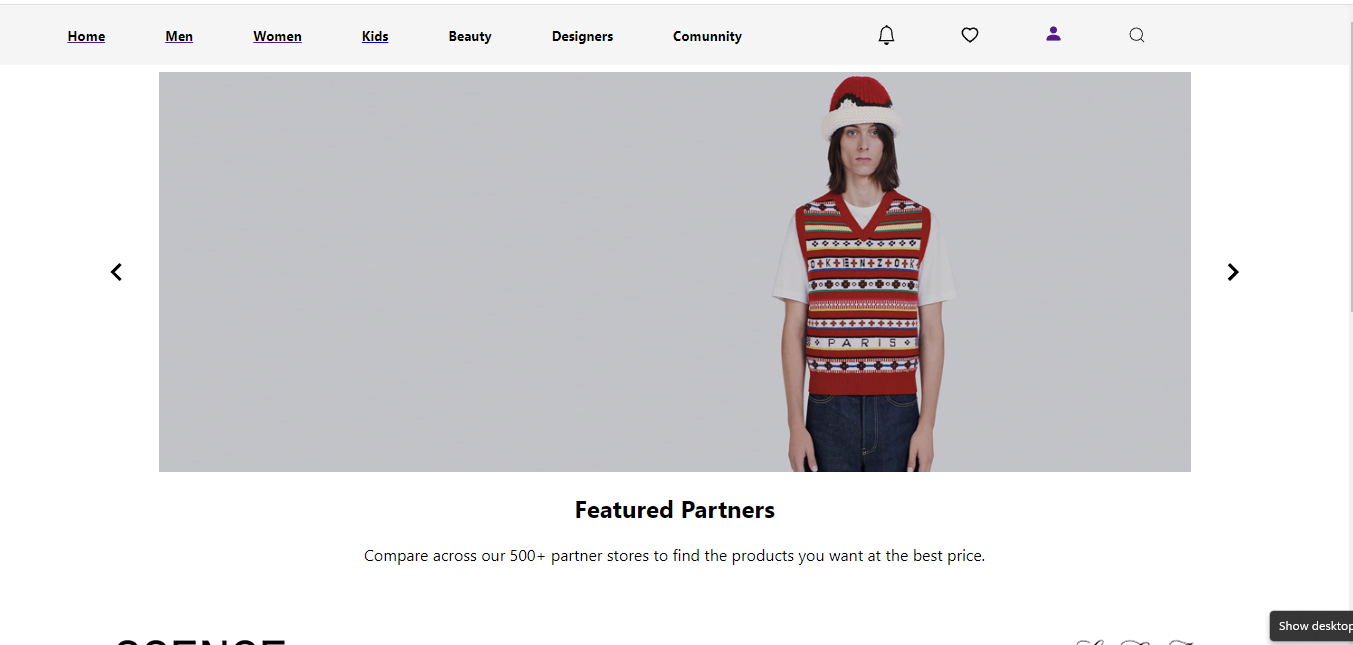 Home Men Women Kids Beauty Designers Comunnity
KENZO
PARIS
Featured Partners
Compare across our 500+ partner stores to find the products you want at the best price.
Show desktop